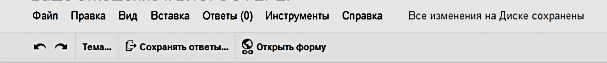 Файл Правка Вид Вставка Ответы (0) Инструменты Справка Все изменения на Диске сохранены
Тема... Сохранять ответы... Открыть форму